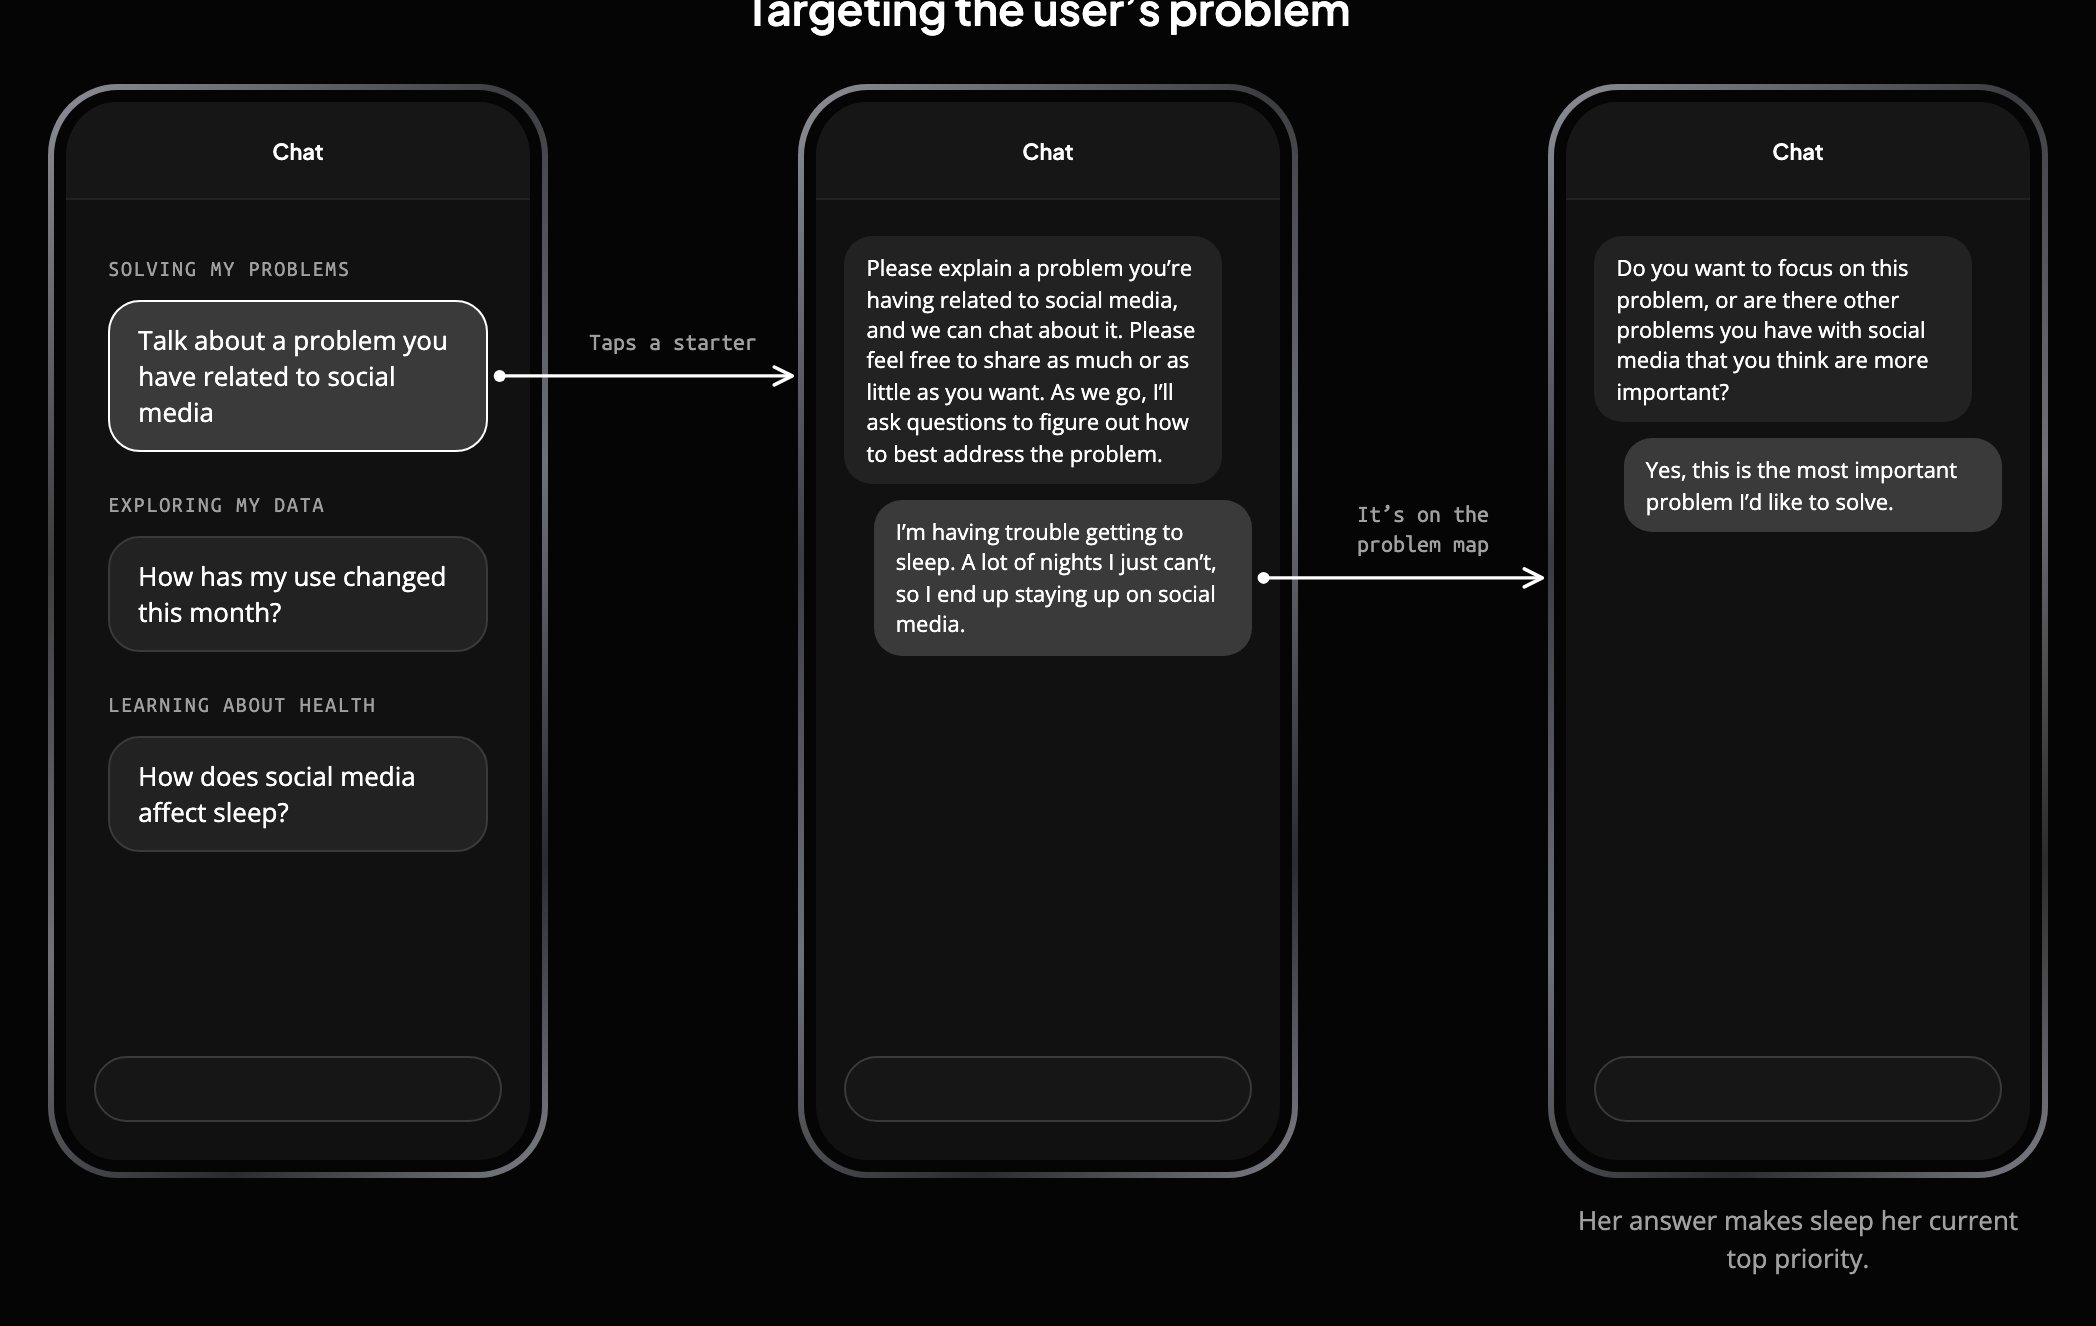 Targeting the user’s problem
Chat
SOLVING MY PROBLEMS
Talk about a problem you
have related to social
media
EXPLORING MY DATA
How has my use changed
this month?
LEARNING ABOUT HEALTH
How does social media
affect sleep?
Taps a starter
Chat
Please explain a problem you’re
having related to social media,
and we can chat about it. Please
feel free to share as much or as
little as you want. As we go, I’ll
ask questions to figure out how
to best address the problem.
I’m having trouble getting to
sleep. A lot of nights I just can’t,
so I end up staying up on social
media.
It’s on the
problem map
Chat
Do you want to focus on this
problem, or are there other
problems you have with social
media that you think are more
important?
Yes, this is the most important
problem I’d like to solve.
Her answer makes sleep her current
top priority.